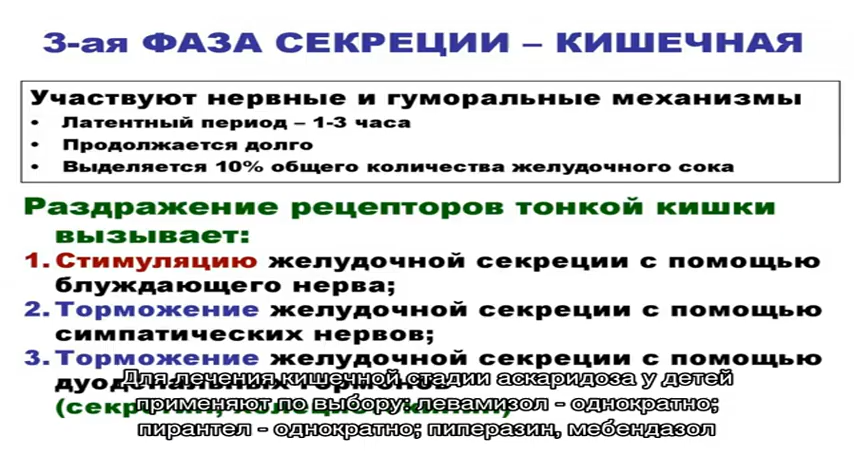 3-ая ФАЗА СЕКРЕЦИИ – КИШЕЧНАЯ
Участвуют нервные и гуморальные механизмы
• Латентный период – 1-3 часа
• Продолжается долго
• Выделяется 10% общего количества желудочного сока
Раздражение рецепторов тонкой кишки
вызывает:
1. Стимуляцию желудочной секреции с помощью
блуждающего нерва;
2. Торможение желудочной секреции с помощью
симпатических нервов;
3. Торможение желудочной секреции с помощью
Для лечения кишечной стадии аскаридоза у детей
применяют по выбору: левамизол - однократно;
пирантел - однократно; пиперазин, мебендазол